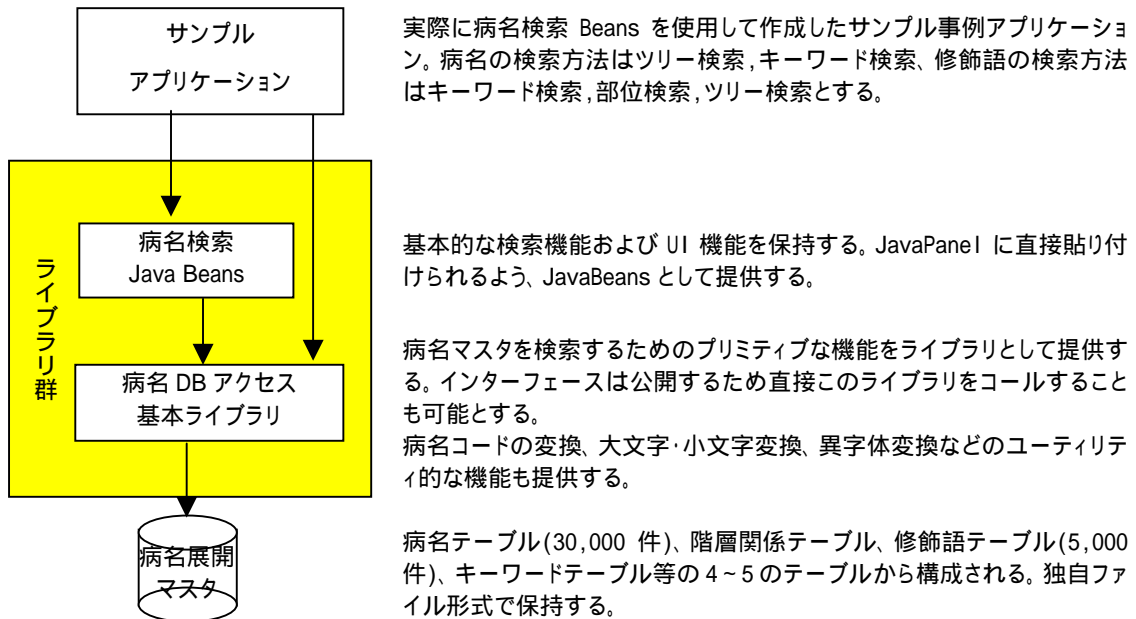 サンプル
アプリケーション
実際に病名検索 Beans を使用して作成したサンプル事例アプリケーショ
ン。病名の検索方法はツリー検索,キーワード検索、修飾語の検索方法
はキーワード検索,部位検索,ツリー検索とする。
ライブラリ群
病名検索
Java Beans
基本的な検索機能および UI 機能を保持する。JavaPanel に直接貼り付
けられるよう、JavaBeans として提供する。
病名 DB アクセス
基本ライブラリ
病名マスタを検索するためのプリミティブな機能をライブラリとして提供す
る。インターフェースは公開するため直接このライブラリをコールすること
も可能とする。
病名コードの変換、大文字・小文字変換、異字体変換などのユーティリテ
ィ的な機能も提供する。
病名展開
マスタ
病名テーブル(30,000 件)、階層関係テーブル、修飾語テーブル(5,000
件)、キーワードテーブル等の 4~5 のテーブルから構成される。独自ファ
イル形式で保持する。